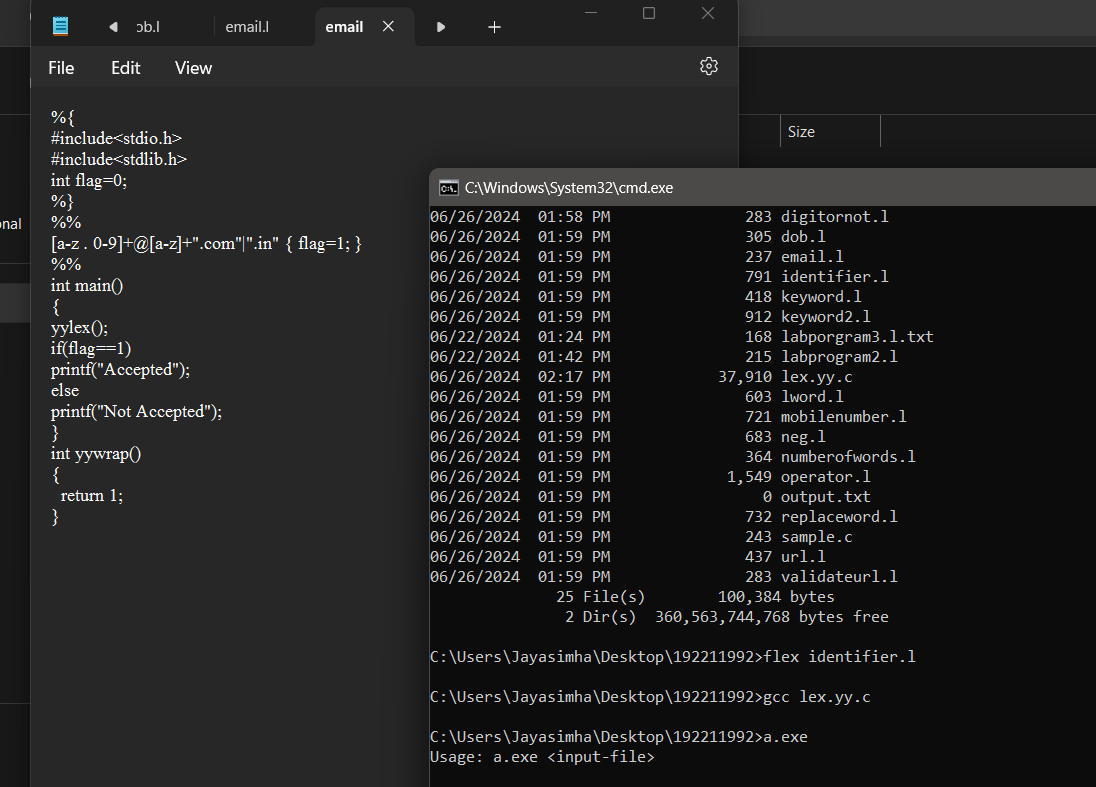 ob.l
email.l
email
File
Edit
View
%{
#include<stdio.h>
#include<stdlib.h>
int flag=0;
%}
%%
[a-z . 0-9]+@[a-z]+".com"|".in" { flag=1; }
%%
int main()
{
yylex();
if(flag==1)
printf("Accepted");
else
printf("Not Accepted");
}
int yywrap()
{
return 1;
}
nal
Size
C:\Windows\System32\cmd.exe
06/26/2024 01:58 PM 283 digitornot.l
06/26/2024 01:59 PM 305 dob.l
06/26/2024 01:59 PM 237 email.l
06/26/2024 01:59 PM 791 identifier.l
06/26/2024 01:59 PM 418 keyword.l
06/26/2024 01:59 PM 912 keyword2.l
06/22/2024 01:24 PM 168 labporgram3.l.txt
06/22/2024 01:42 PM 215 labprogram2.l
06/26/2024 02:17 PM 37,910 lex.yy.c
06/26/2024 01:59 PM 603 lword.l
06/26/2024 01:59 PM 721 mobilenumber.l
06/26/2024 01:59 PM 683 neg.l
06/26/2024 01:59 PM 364 numberofwords.l
06/26/2024 01:59 PM 1,549 operator.l
06/26/2024 01:59 PM 0 output.txt
06/26/2024 01:59 PM 732 replaceword.l
06/26/2024 01:59 PM 243 sample.c
06/26/2024 01:59 PM 437 url.l
06/26/2024 01:59 PM 283 validateurl.l
25 File(s) 100,384 bytes
2 Dir(s) 360,563,744,768 bytes free
C:\Users\Jayasimha\Desktop\192211992>flex identifier.l
C:\Users\Jayasimha\Desktop\192211992>gcc lex.yy.c
C:\Users\Jayasimha\Desktop\192211992>a.exe
Usage: a.exe <input-file>